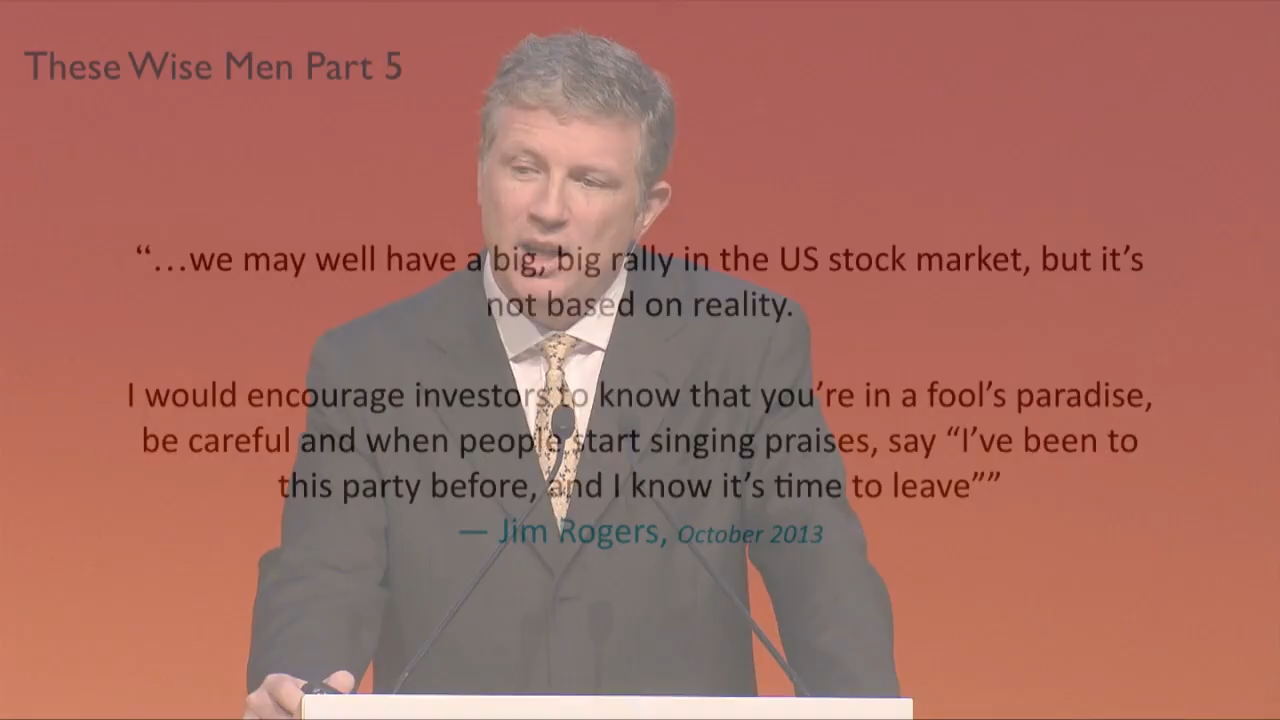 These Wise Men Part 5
“…we may well have a big, big rally in the US stock market, but it’s
not based on reality.
I would encourage investors to know that you’re in a fool’s paradise,
be careful and when people start singing praises, say “I’ve been to
this party before, and I know it’s time to leave””
— Jim Rogers, October 2013